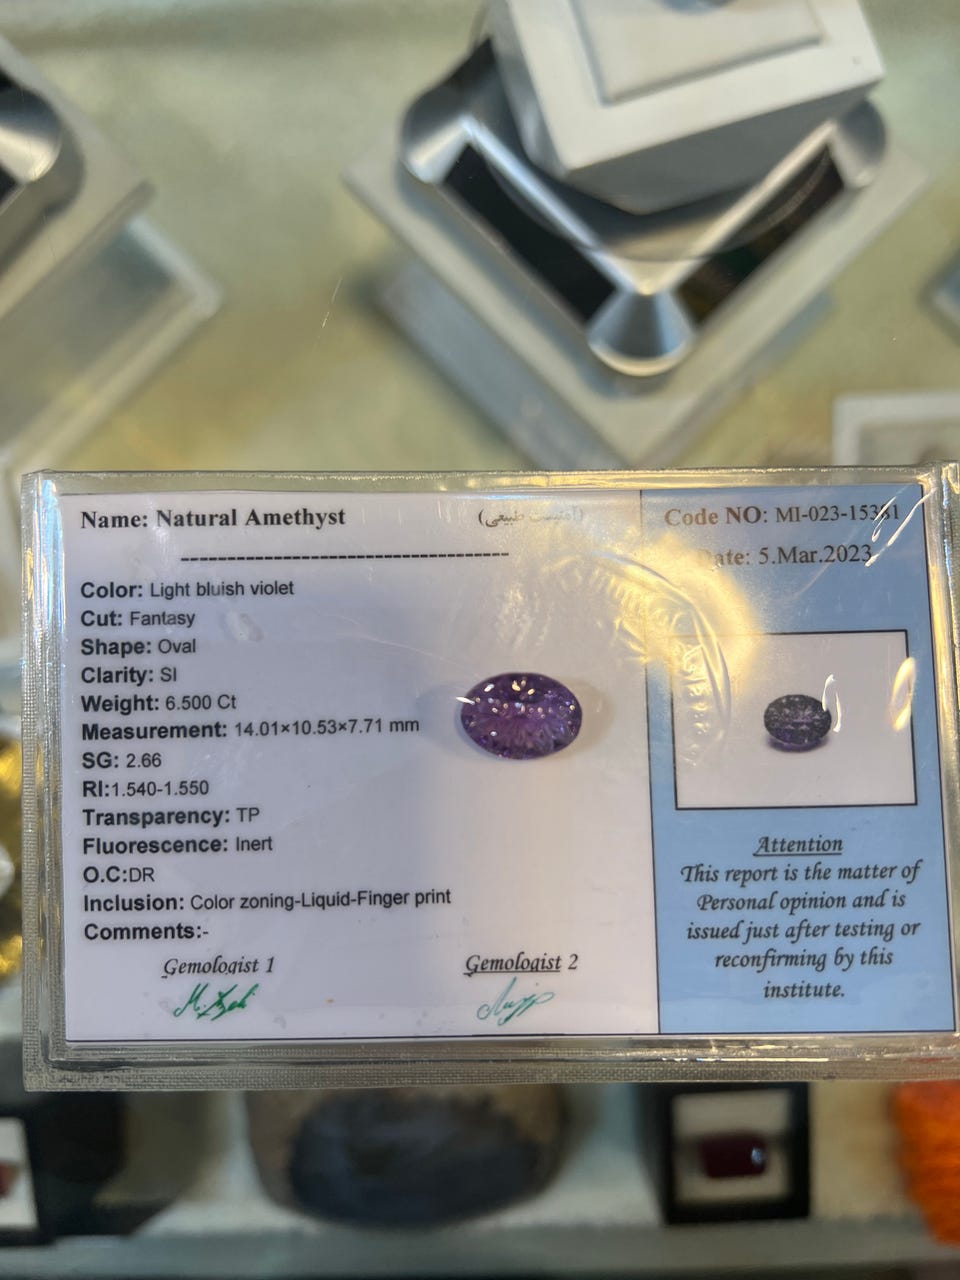 Name: Natural Amethyst
(آمتیست طبیعی)
Color: Light bluish violet
Cut: Fantasy
Shape: Oval
Clarity: SI
Weight: 6.500 Ct
Measurement: 14.01×10.53×7.71 mm
SG: 2.66
RI:1.540-1.550
Transparency: TP
Fluorescence: Inert
O.C:DR
Inclusion: Color zoning-Liquid-Finger print
Comments:-
Gemologist 1
Gemologist 2
Code NO: MI-023-15381
Date: 5.Mar.2023
Attention
This report is the matter of
Personal opinion and is
issued just after testing or
reconfirming by this
institute.